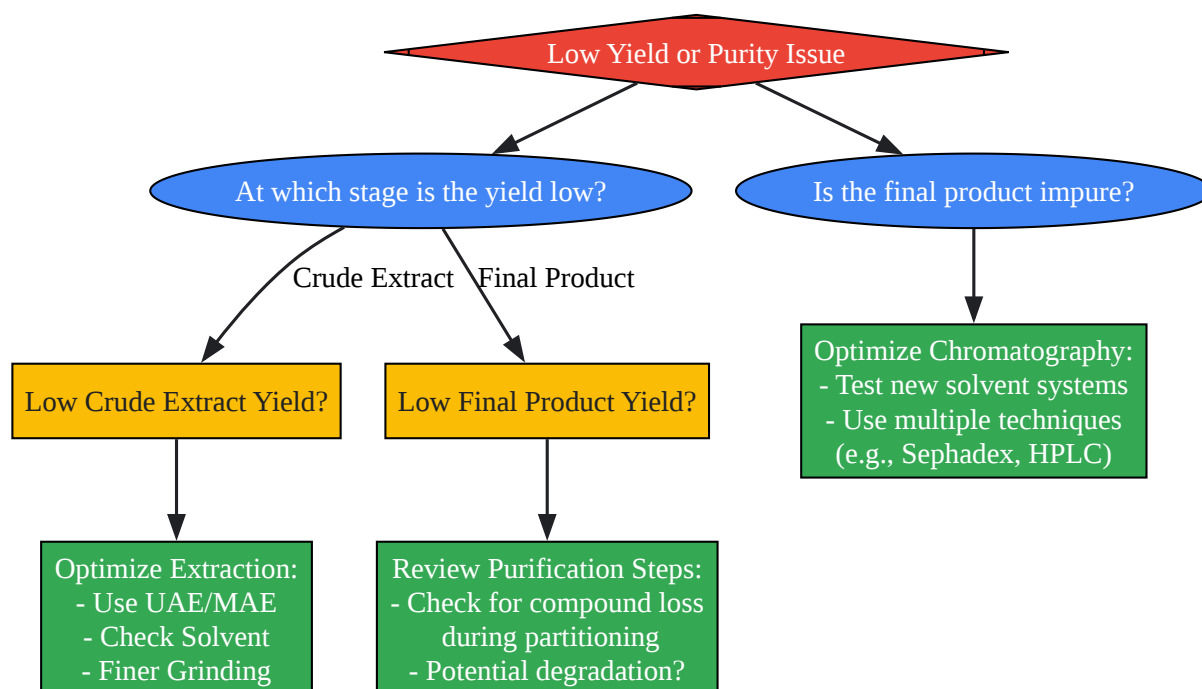 Low Yield or Purity Issue
At which stage is the yield low?
Is the final product impure?
Crude Extract
Final Product
Low Crude Extract Yield?
Low Final Product Yield?
Optimize Chromatography:
- Test new solvent systems
- Use multiple techniques
(e.g., Sephadex, HPLC)
Optimize Extraction:
- Use UAE/MAE
- Check Solvent
- Finer Grinding
Review Purification Steps:
- Check for compound loss
during partitioning
- Potential degradation?